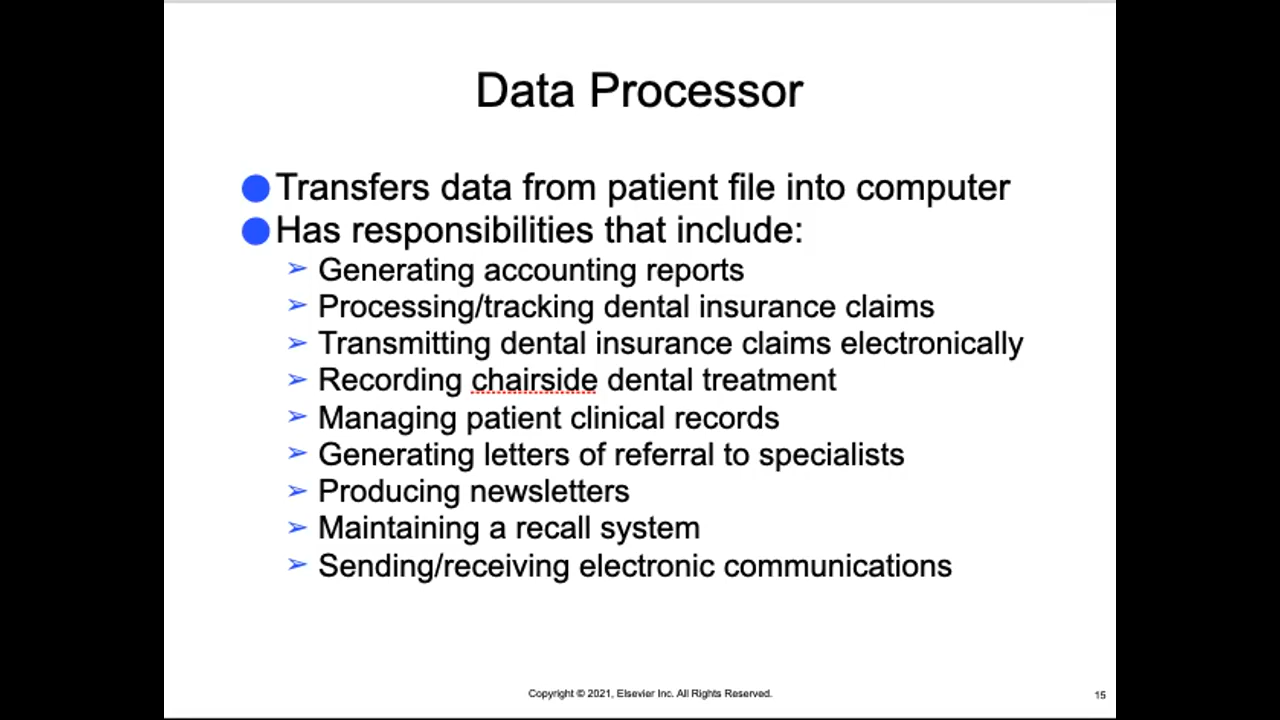 Data Processor
Transfers data from patient file into computer
Has responsibilities that include:
Generating accounting reports
Processing/tracking dental insurance claims
Transmitting dental insurance claims electronically
Recording chairside dental treatment
Managing patient clinical records
Generating letters of referral to specialists
Producing newsletters
Maintaining a recall system
Sending/receiving electronic communications
Copyright © 2021, Elsevier Inc. All Rights Reserved.
15